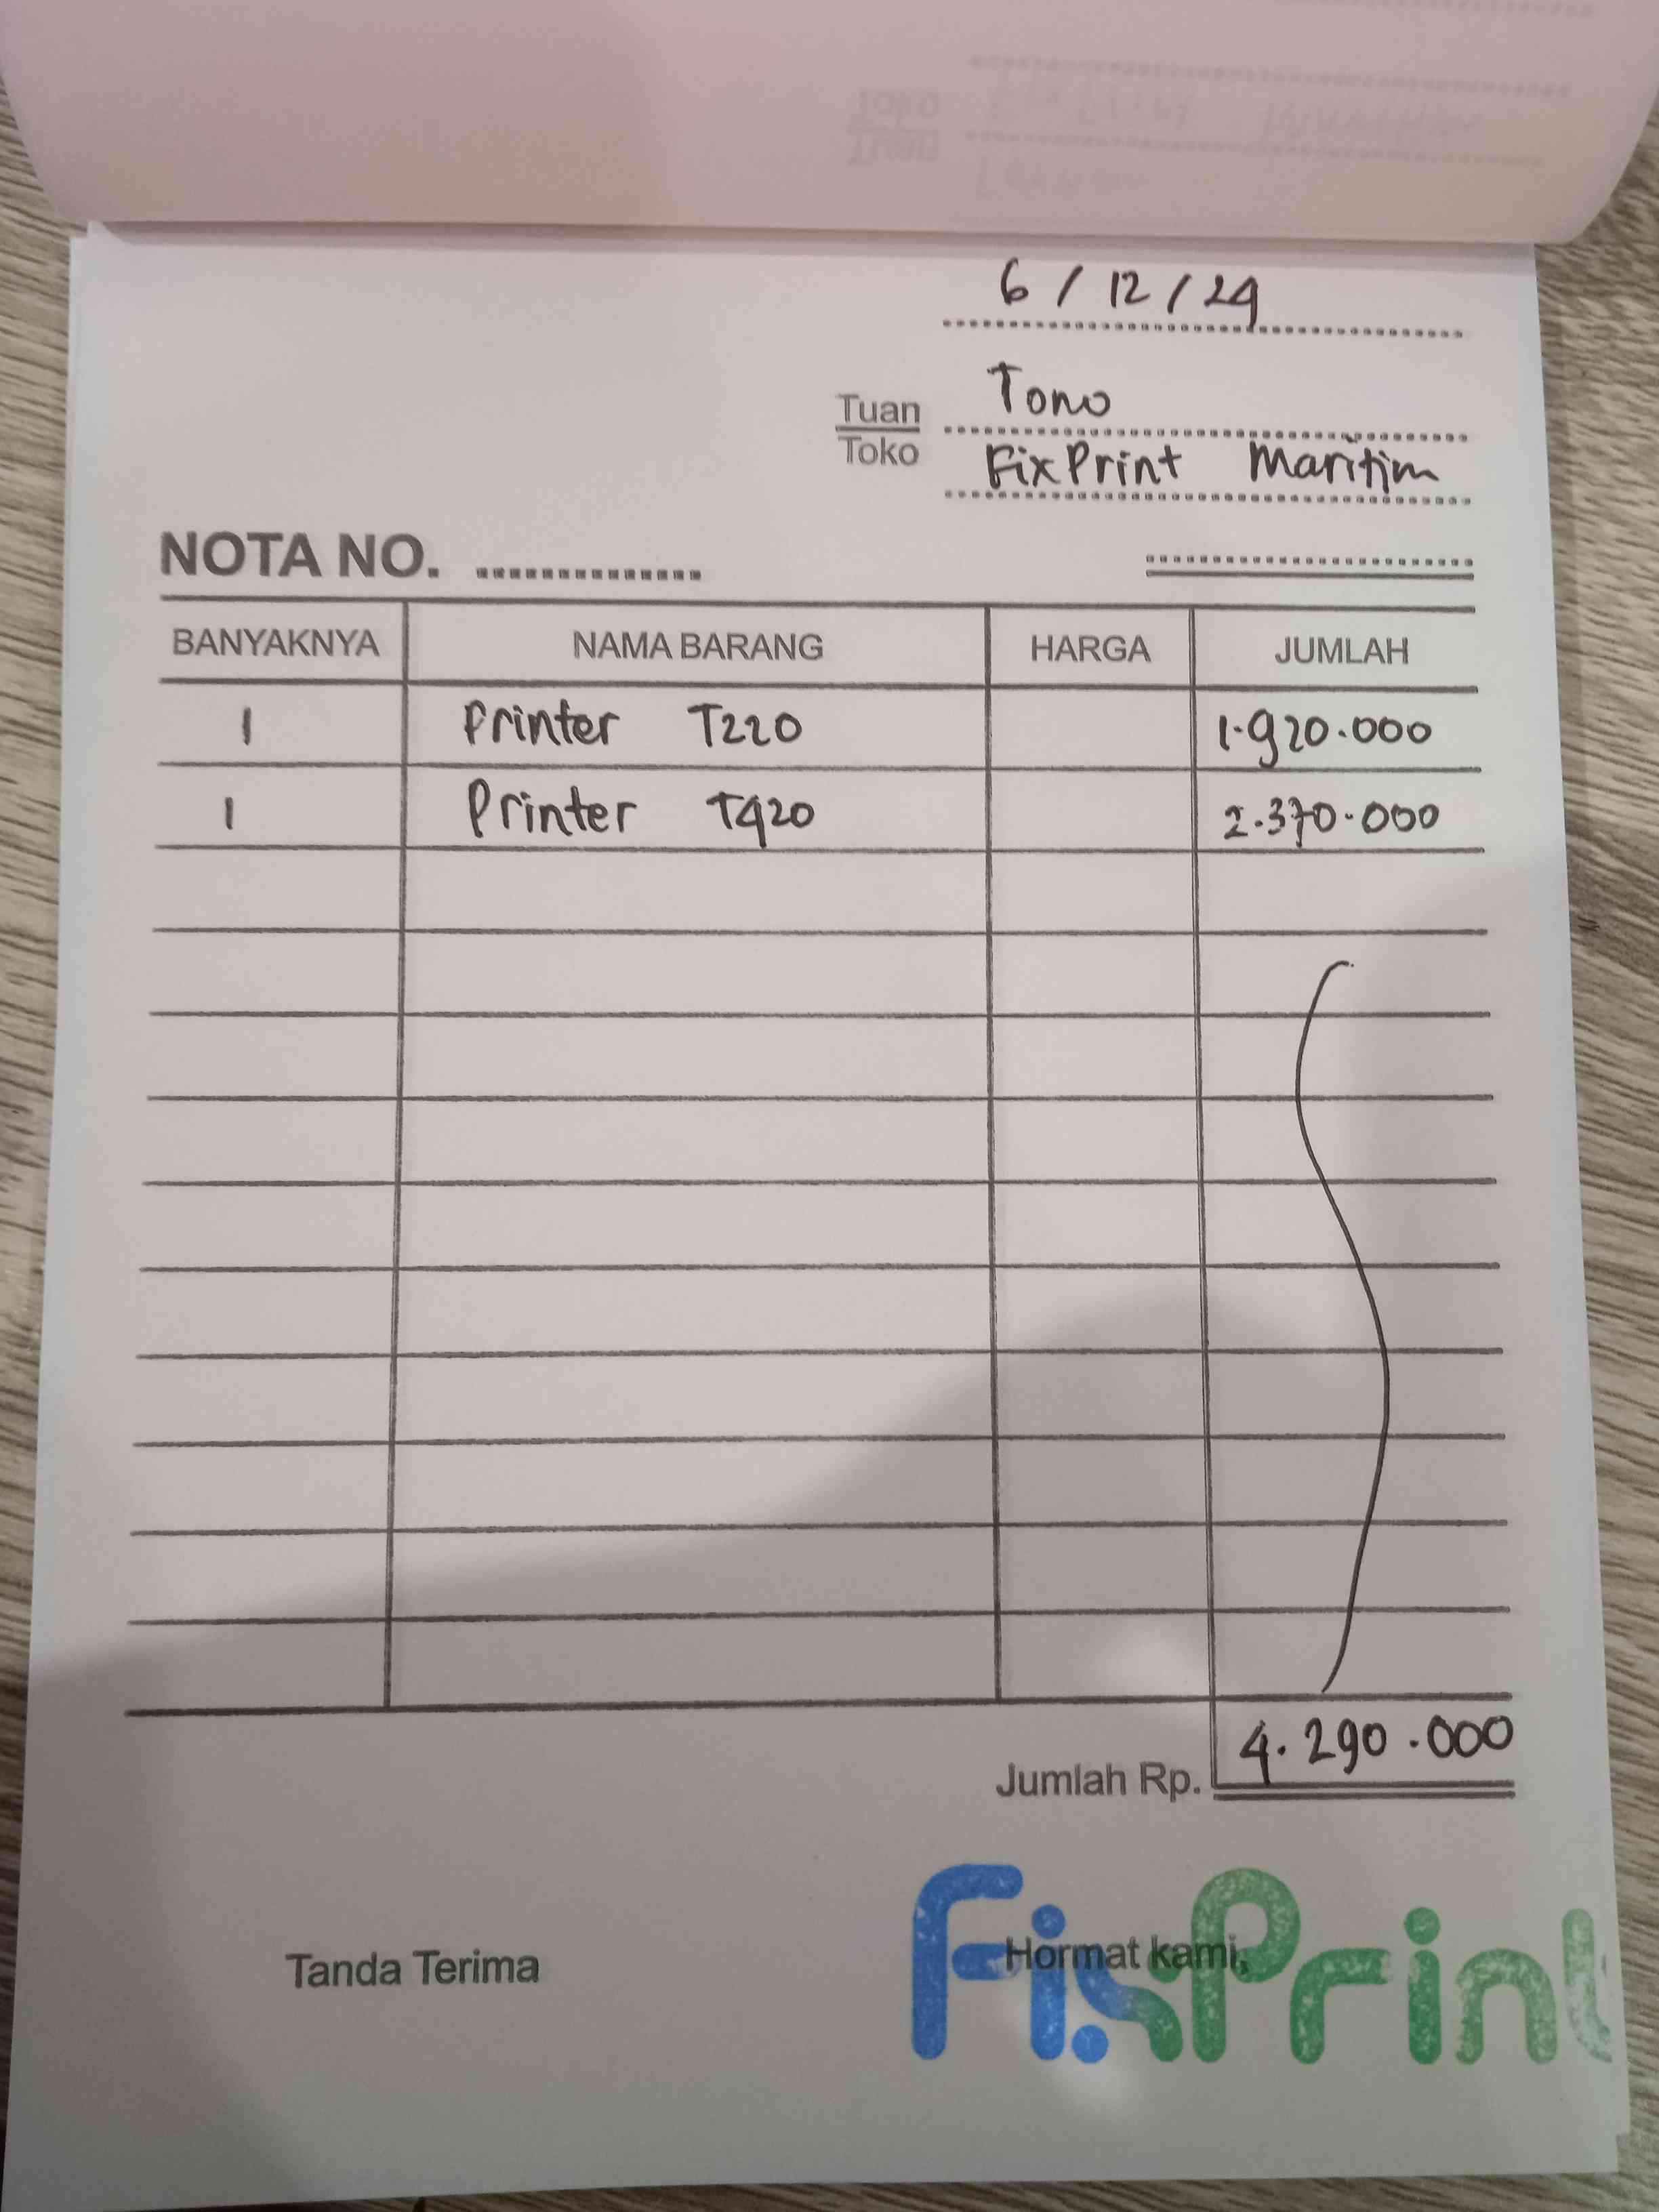 6 / 12 / 24
Tuan Tono
Toko FixPrint Maritim
NOTA NO. ..............
BANYAKNYA NAMA BARANG HARGA JUMLAH
1 Printer T220 1.920.000
1 Printer T420 2.370.000
Jumlah Rp. 4.290.000
Tanda Terima Hormat kami,
FixPrint